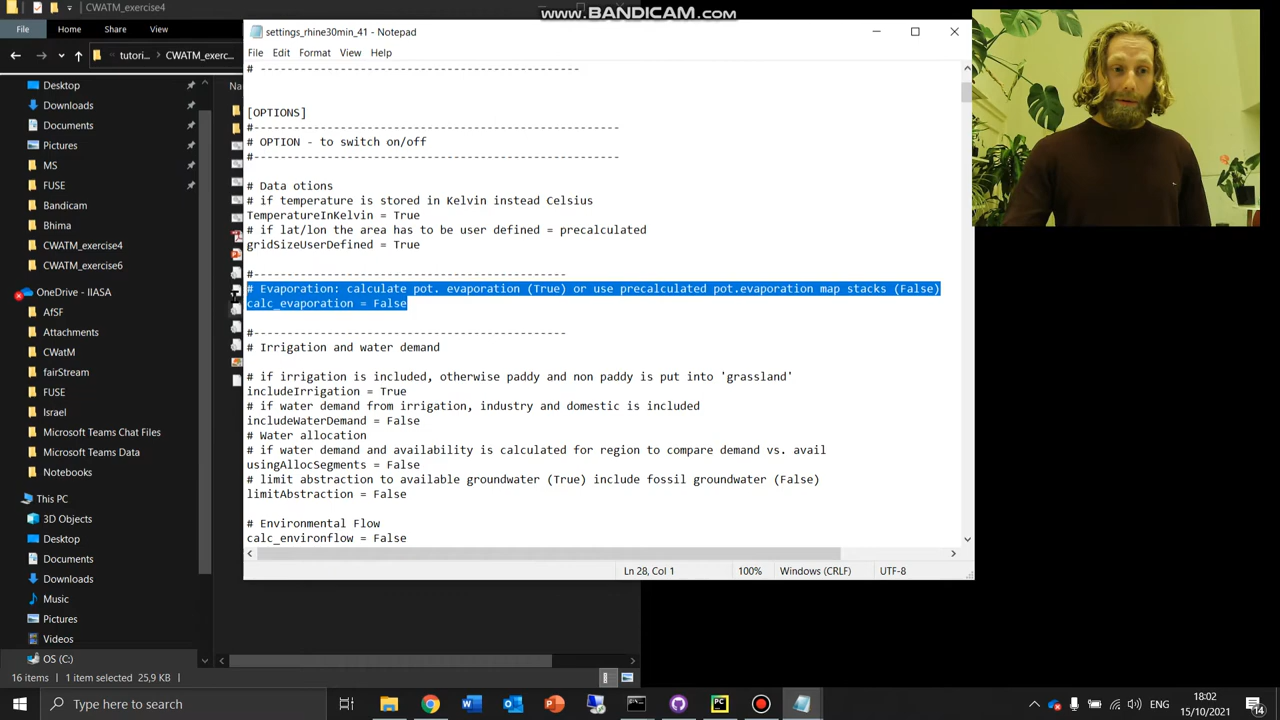 CWATM_exercise4
www.BANDICAM.com
File
Home
Share
View
tutori...
CWATM_exerc...
Desktop
Downloads
Documents
Pictures
MS
FUSE
Bandicam
Bhima
CWATM_exercise4
CWATM_exercise6
OneDrive - IIASA
AfSF
Attachments
CWatM
fairStream
FUSE
Israel
Microsoft Teams Chat Files
Microsoft Teams Data
Notebooks
This PC
3D Objects
Desktop
Documents
Downloads
Music
Pictures
Videos
OS (C:)
Na
16 items
1 item selected 25,9 KB
settings_rhine30min_41 - Notepad
File Edit Format View Help
# ------------------------------------------------
[OPTIONS]
#-------------------------------------------------------
# OPTION - to switch on/off
#-------------------------------------------------------
# Data otions
# if temperature is stored in Kelvin instead Celsius
TemperatureInKelvin = True
# if lat/lon the area has to be user defined = precalculated
gridSizeUserDefined = True
#-----------------------------------------------
# Evaporation: calculate pot. evaporation (True) or use precalculated pot.evaporation map stacks (False)
calc_evaporation = False
#-----------------------------------------------
# Irrigation and water demand
# if irrigation is included, otherwise paddy and non paddy is put into 'grassland'
includeIrrigation = True
# if water demand from irrigation, industry and domestic is included
includeWaterDemand = False
# Water allocation
# if water demand and availability is calculated for region to compare demand vs. avail
usingAllocSegments = False
# limit abstraction to available groundwater (True) include fossil groundwater (False)
limitAbstraction = False
# Environmental Flow
calc_environflow = False
Ln 28, Col 1
100%
Windows (CRLF)
UTF-8
Type here to search
ENG
18:02
15/10/2021
14